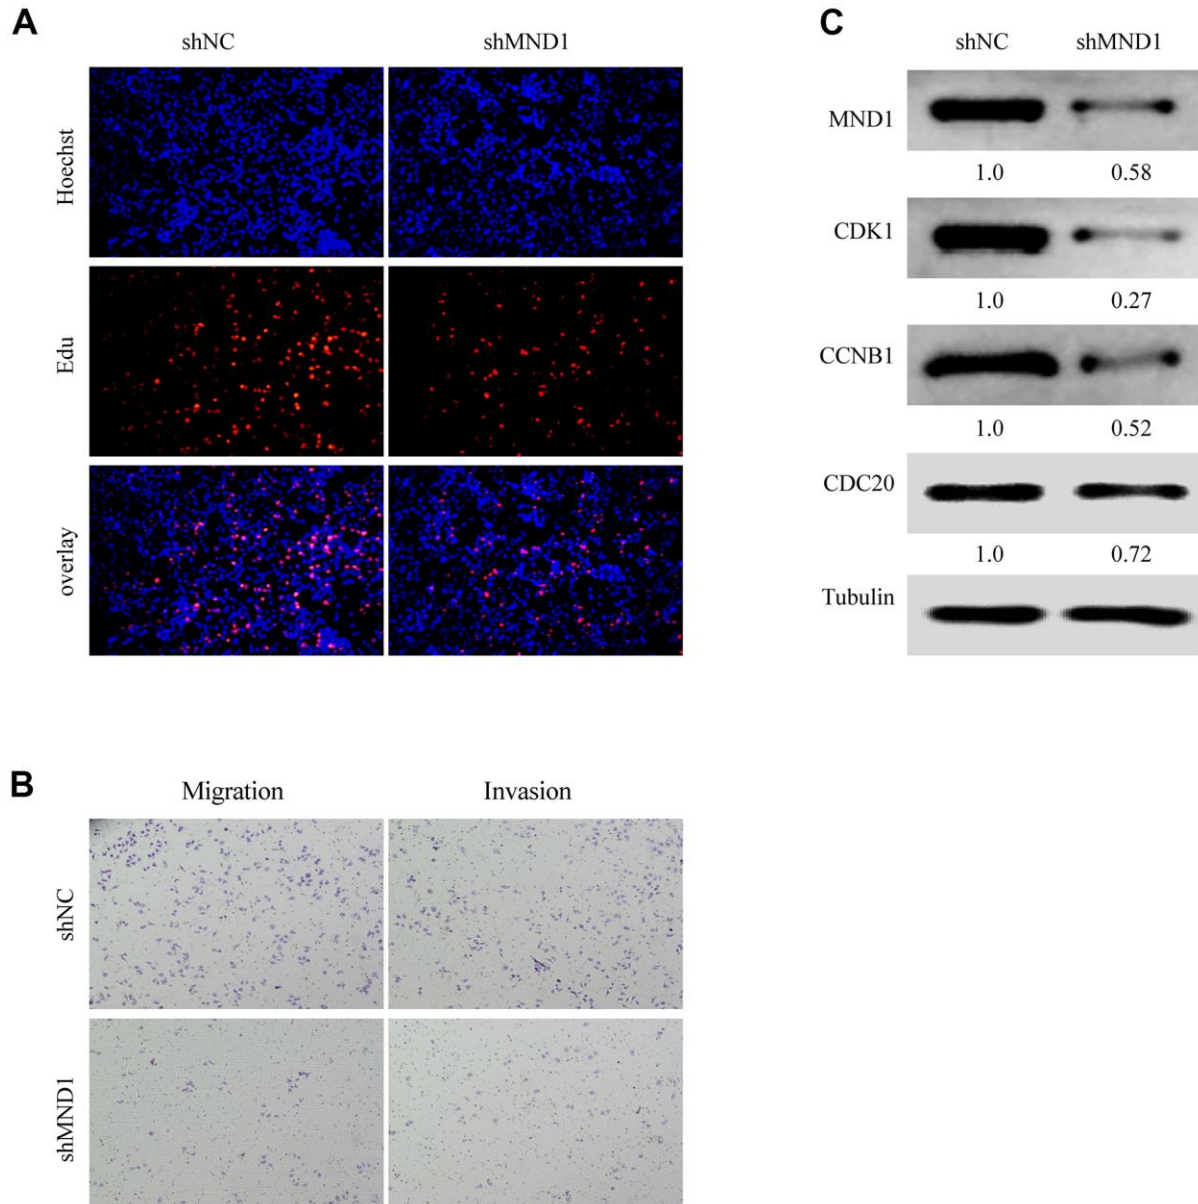 A
shNC shMND1
Hoechst
Edu
overlay
B
Migration Invasion
shNC
shMND1
C
shNC shMND1
MND1
1.0 0.58
CDK1
1.0 0.27
CCNB1
1.0 0.52
CDC20
1.0 0.72
Tubulin